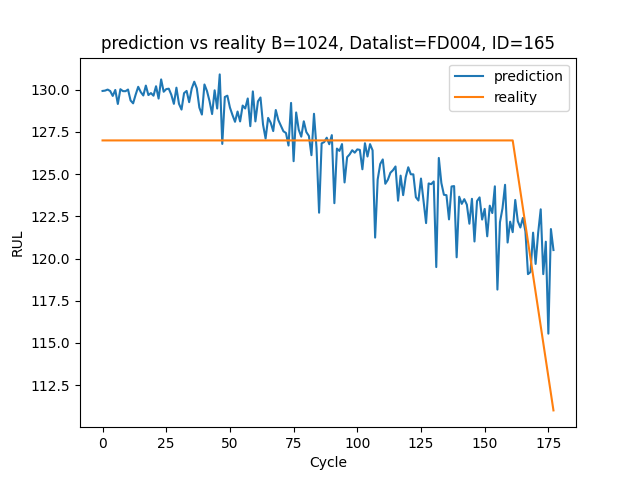 prediction vs reality B=1024, Datalist=FD004, ID=165
prediction
reality
130.0
127.5
125.0
122.5
120.0
117.5
115.0
112.5
RUL
0 25 50 75 100 125 150 175
Cycle